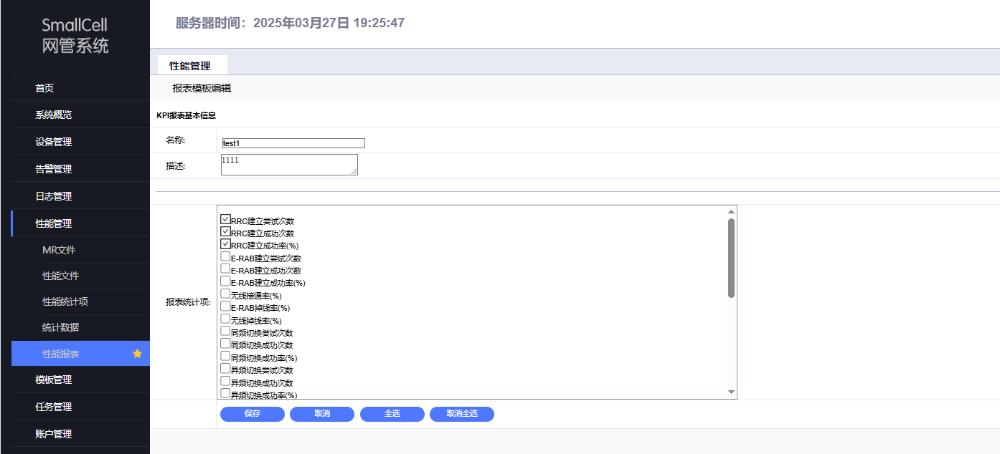 SmallCell
网管系统
首页
系统概览
设备管理
告警管理
日志管理
性能管理
MR文件
性能文件
性能统计项
统计数据
性能报表
模板管理
任务管理
账户管理
服务器时间：2025年03月27日 19:25:47
性能管理
报表模板编辑
KPI报表基本信息
名称: test1
描述: 1111
报表统计项:
RRC建立尝试次数
RRC建立成功次数
RRC建立成功率(%)
E-RAB建立尝试次数
E-RAB建立成功次数
E-RAB建立成功率(%)
无线接通率(%)
E-RAB掉线率(%)
无线掉线率(%)
同频切换尝试次数
同频切换成功次数
同频切换成功率(%)
异频切换尝试次数
异频切换成功次数
异频切换成功率(%)
保存 取消 全选 取消全选